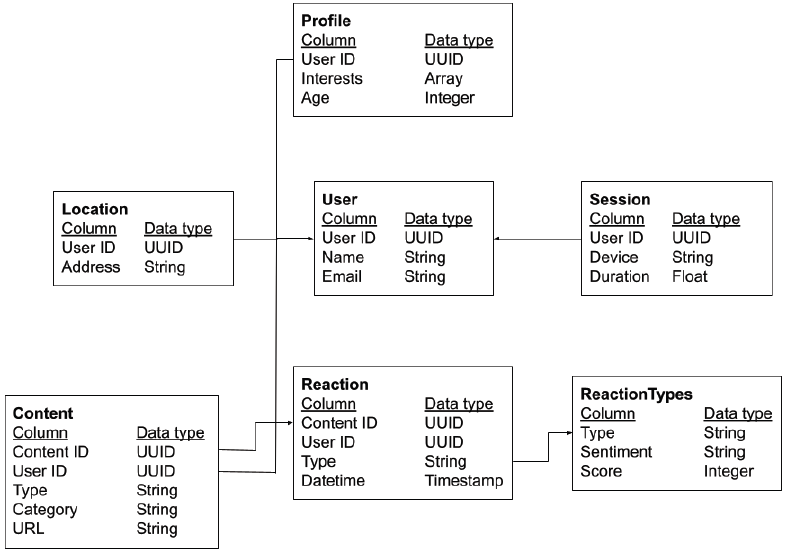 Profile
Column Data type
User ID UUID
Interests Array
Age Integer
Location
Column Data type
User ID UUID
Address String
User
Column Data type
User ID UUID
Name String
Email String
Session
Column Data type
User ID UUID
Device String
Duration Float
Content
Column Data type
Content ID UUID
User ID UUID
Type String
Category String
URL String
Reaction
Column Data type
Content ID UUID
User ID UUID
Type String
Datetime Timestamp
ReactionTypes
Column Data type
Type String
Sentiment String
Score Integer